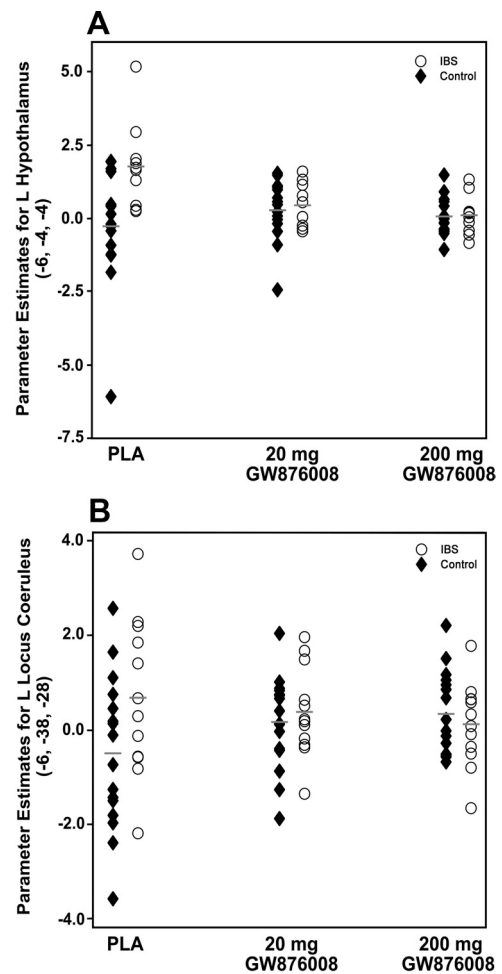 A
Parameter Estimates for L Hypothalamus
(-6, -4, -4)
5.0
2.5
0.0
-2.5
-5.0
-7.5
IBS
Control
PLA
20 mg
GW876008
200 mg
GW876008
B
Parameter Estimates for L Locus Coeruleus
(-6, -38, -28)
4.0
2.0
0.0
-2.0
-4.0
IBS
Control
PLA
20 mg
GW876008
200 mg
GW876008